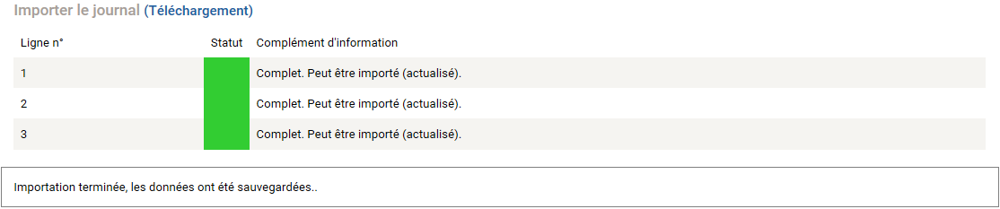 Importer le journal (Téléchargement)
Ligne n° Statut Complément d'information
1 Complet. Peut être importé (actualisé).
2 Complet. Peut être importé (actualisé).
3 Complet. Peut être importé (actualisé).
Importation terminée, les données ont été sauvegardées..